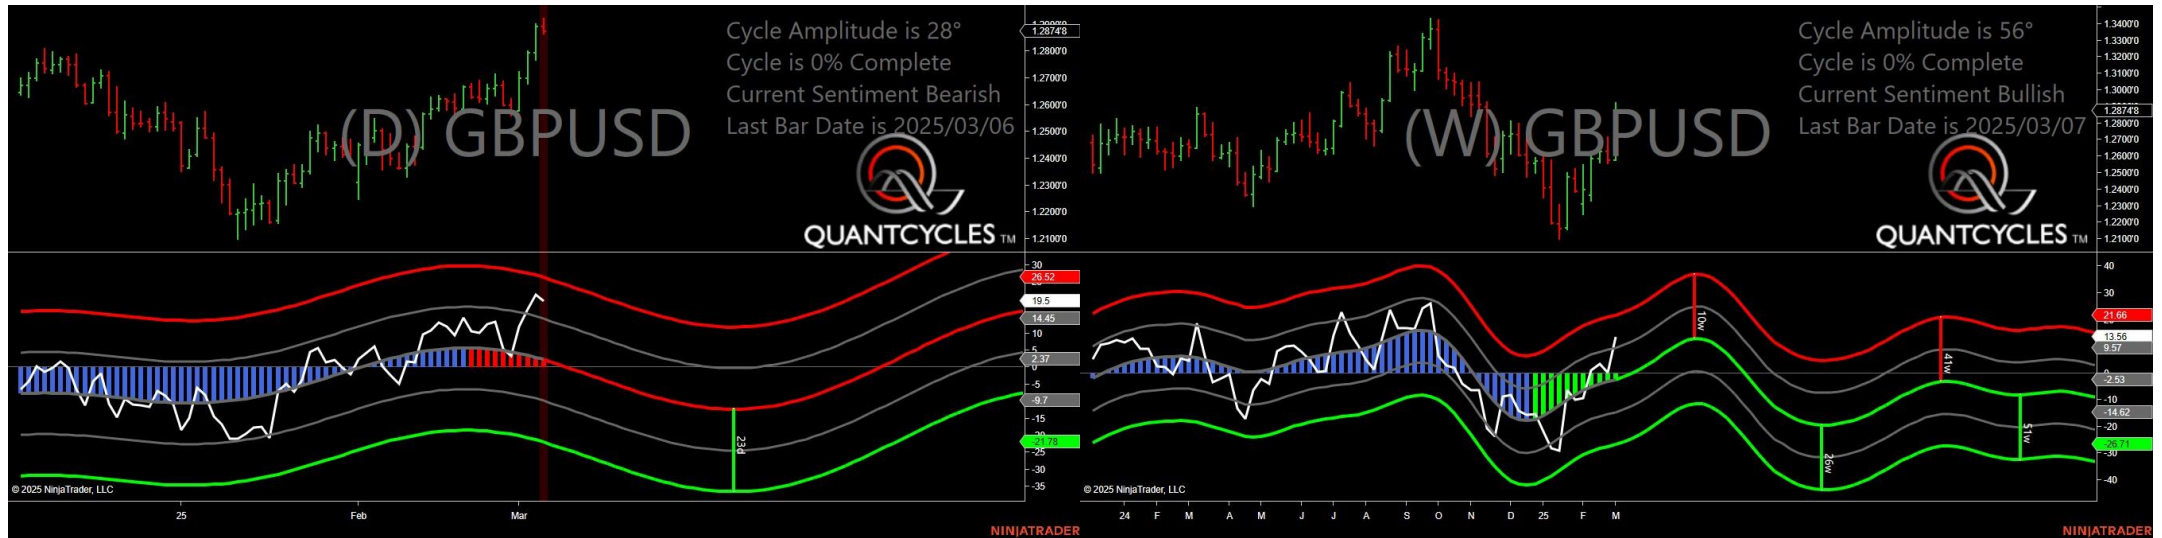 Cycle Amplitude is 28°
Cycle is 0% Complete
Current Sentiment Bearish
Last Bar Date is 2025/03/06
(D) GBPUSD
QUANTCYCLES TM
1.2874'8
1.2800'0
1.2700'0
1.2600'0
1.2500'0
1.2400'0
1.2300'0
1.2200'0
1.2100'0
30
26.52
19.5
14.45
10
5
2.37
0
-5
-9.7
-15
-21.78
-25
-30
-35
23d
© 2025 NinjaTrader, LLC
25
Feb
Mar
NINJATRADER
Cycle Amplitude is 56°
Cycle is 0% Complete
Current Sentiment Bullish
Last Bar Date is 2025/03/07
(W) GBPUSD
QUANTCYCLES TM
1.3400'0
1.3300'0
1.3200'0
1.3100'0
1.3000'0
1.2874'8
1.2800'0
1.2700'0
1.2600'0
1.2500'0
1.2400'0
1.2300'0
1.2200'0
1.2100'0
40
30
21.66
13.56
9.57
-2.53
-10
-14.62
-20
-26.71
-30
-40
10w
26w
41w
51w
© 2025 NinjaTrader, LLC
24 F M A M J J A S O N D 25 F M
NINJATRADER